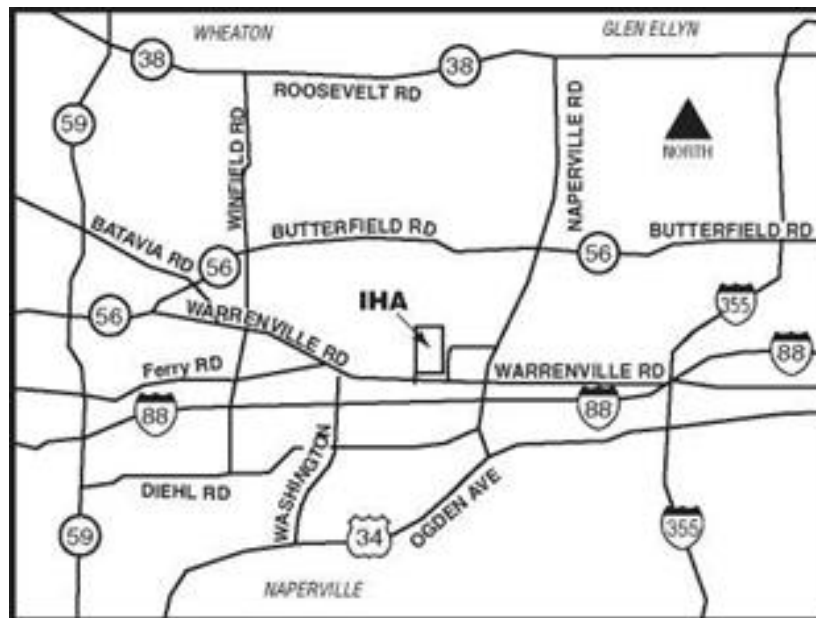 WHEATON
GLEN ELLYN
38
38
ROOSEVELT RD
59
WINFIELD RD
NAPERVILLE RD
NORTH
BATAVIA RD
BUTTERFIELD RD
BUTTERFIELD RD
56
56
56
IHA
355
WARRENVILLE RD
Ferry RD
WARRENVILLE RD
88
88
88
DIEHL RD
WASHINGTON
OGDEN AVE
59
34
355
NAPERVILLE